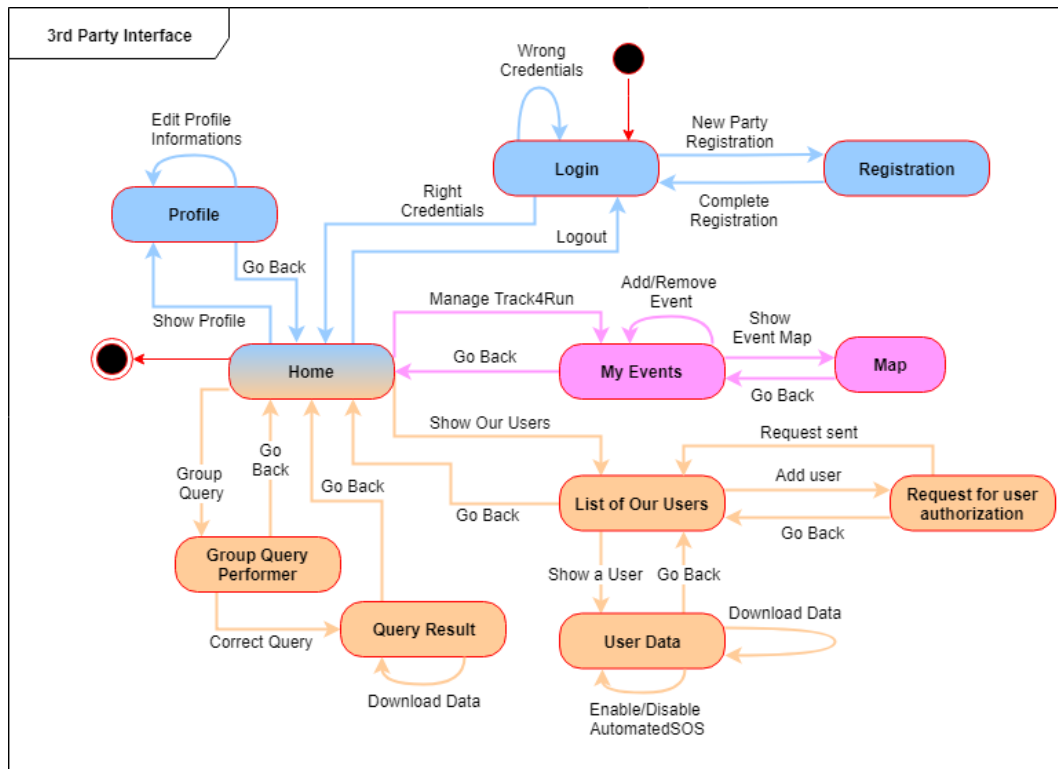 3rd Party Interface
Wrong
Credentials
Edit Profile
Informations
New Party
Registration
Login
Registration
Right
Credentials
Complete
Registration
Profile
Logout
Go Back
Add/Remove
Event
Manage Track4Run
Show
Event Map
Show Profile
Go Back
Home
My Events
Map
Go Back
Show Our Users
Request sent
Go
Back
Group
Query
Go Back
Add user
List of Our Users
Request for user
authorization
Go Back
Go Back
Group Query
Performer
Show a User
Go Back
Download Data
Correct Query
Query Result
User Data
Download Data
Enable/Disable
AutomatedSOS